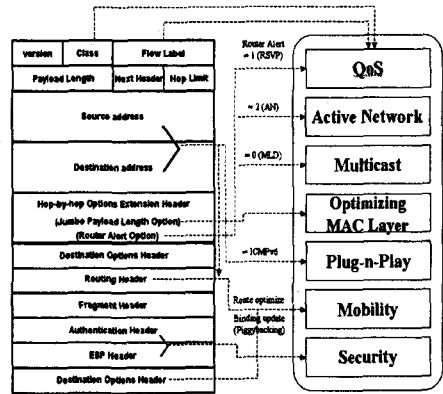 version Class Flow Label
Payload Length Next Header Hop Limit
Source address
Destination address
Hop-by-hop Options Extension Header
(Jumbo Payload Length Option)
(Router Alert Option)
Destination Options Header
Routing Header
Fragment Header
Authentication Header
ESP Header
Destination Options Header
Router Alert
= 1 (RSVP)
= 2 (AN)
= 0 (MLD)
= ICMPv6
Route optimize
Binding update
(Piggybacking)
QoS
Active Network
Multicast
Optimizing
MAC Layer
Plug-n-Play
Mobility
Security